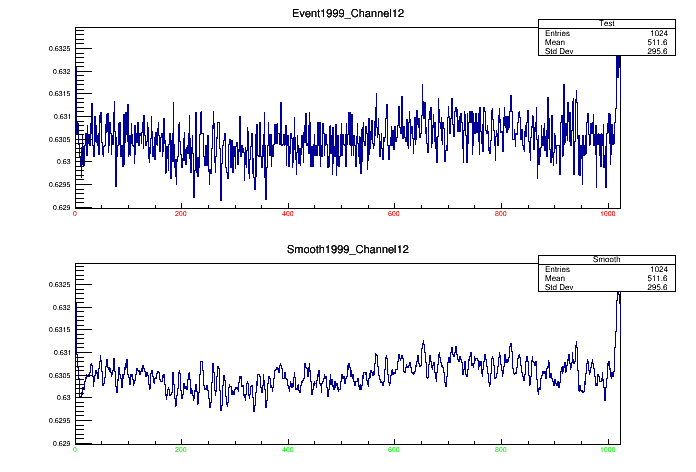 Event1999_Channel12
Test
Entries 1024
Mean 511.6
Std Dev 295.6
0.6325
0.632
0.6315
0.631
0.6305
0.63
0.6295
0.629
0 200 400 600 800 1000
Smooth1999_Channel12
Smooth
Entries 1024
Mean 511.6
Std Dev 295.6
0.6325
0.632
0.6315
0.631
0.6305
0.63
0.6295
0.629
0 200 400 600 800 1000